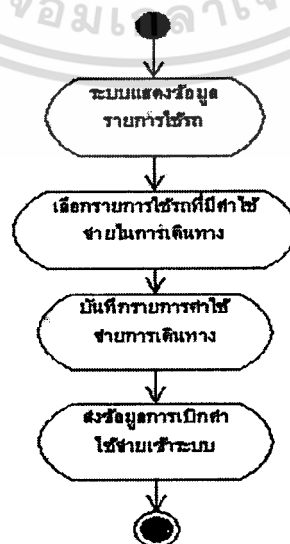 ระบบแสดงข้อมูล
รายการใช้รถ
เลือกรายการใช้รถที่มีค่าใช้
จ่ายในการเดินทาง
บันทึกรายการค่าใช้
จ่ายการเดินทาง
ส่งข้อมูลการเบิกค่า
ใช้จ่ายเข้าระบบ